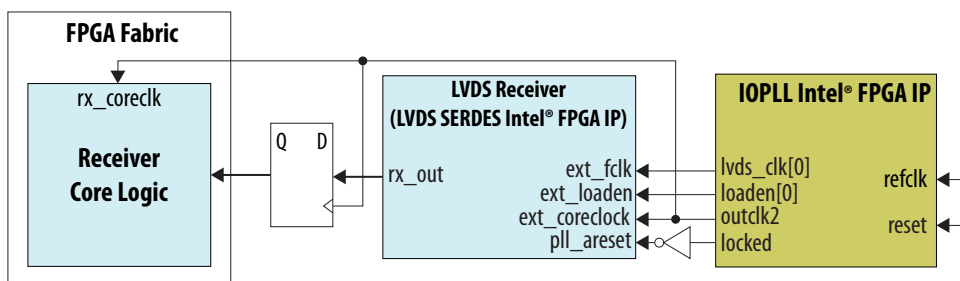 FPGA Fabric
rx_coreclk
Receiver
Core Logic
Q D
LVDS Receiver
(LVDS SERDES Intel® FPGA IP)
rx_out
ext_fclk
ext_loaden
ext_coreclock
pll_areset
IOPLL Intel® FPGA IP
lvds_clk[0]
loaden[0]
outclk2
locked
refclk
reset